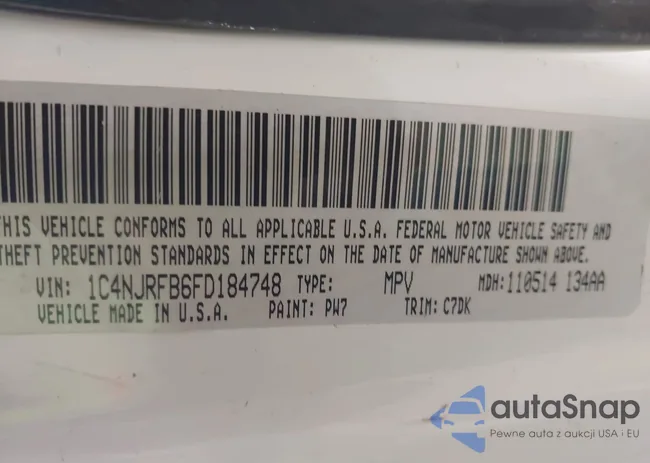 THIS VEHICLE CONFORMS TO ALL APPLICABLE U.S.A. FEDERAL MOTOR VEHICLE SAFETY AND
THEFT PREVENTION STANDARDS IN EFFECT ON THE DATE OF MANUFACTURE SHOWN ABOVE.
VIN: 1C4NJRFB6FD184748 TYPE: MPV MDH: 110514 134AA
VEHICLE MADE IN U.S.A. PAINT: PW7 TRIM: C7DK
autaSnap
Pewne auta z aukcji USA i EU